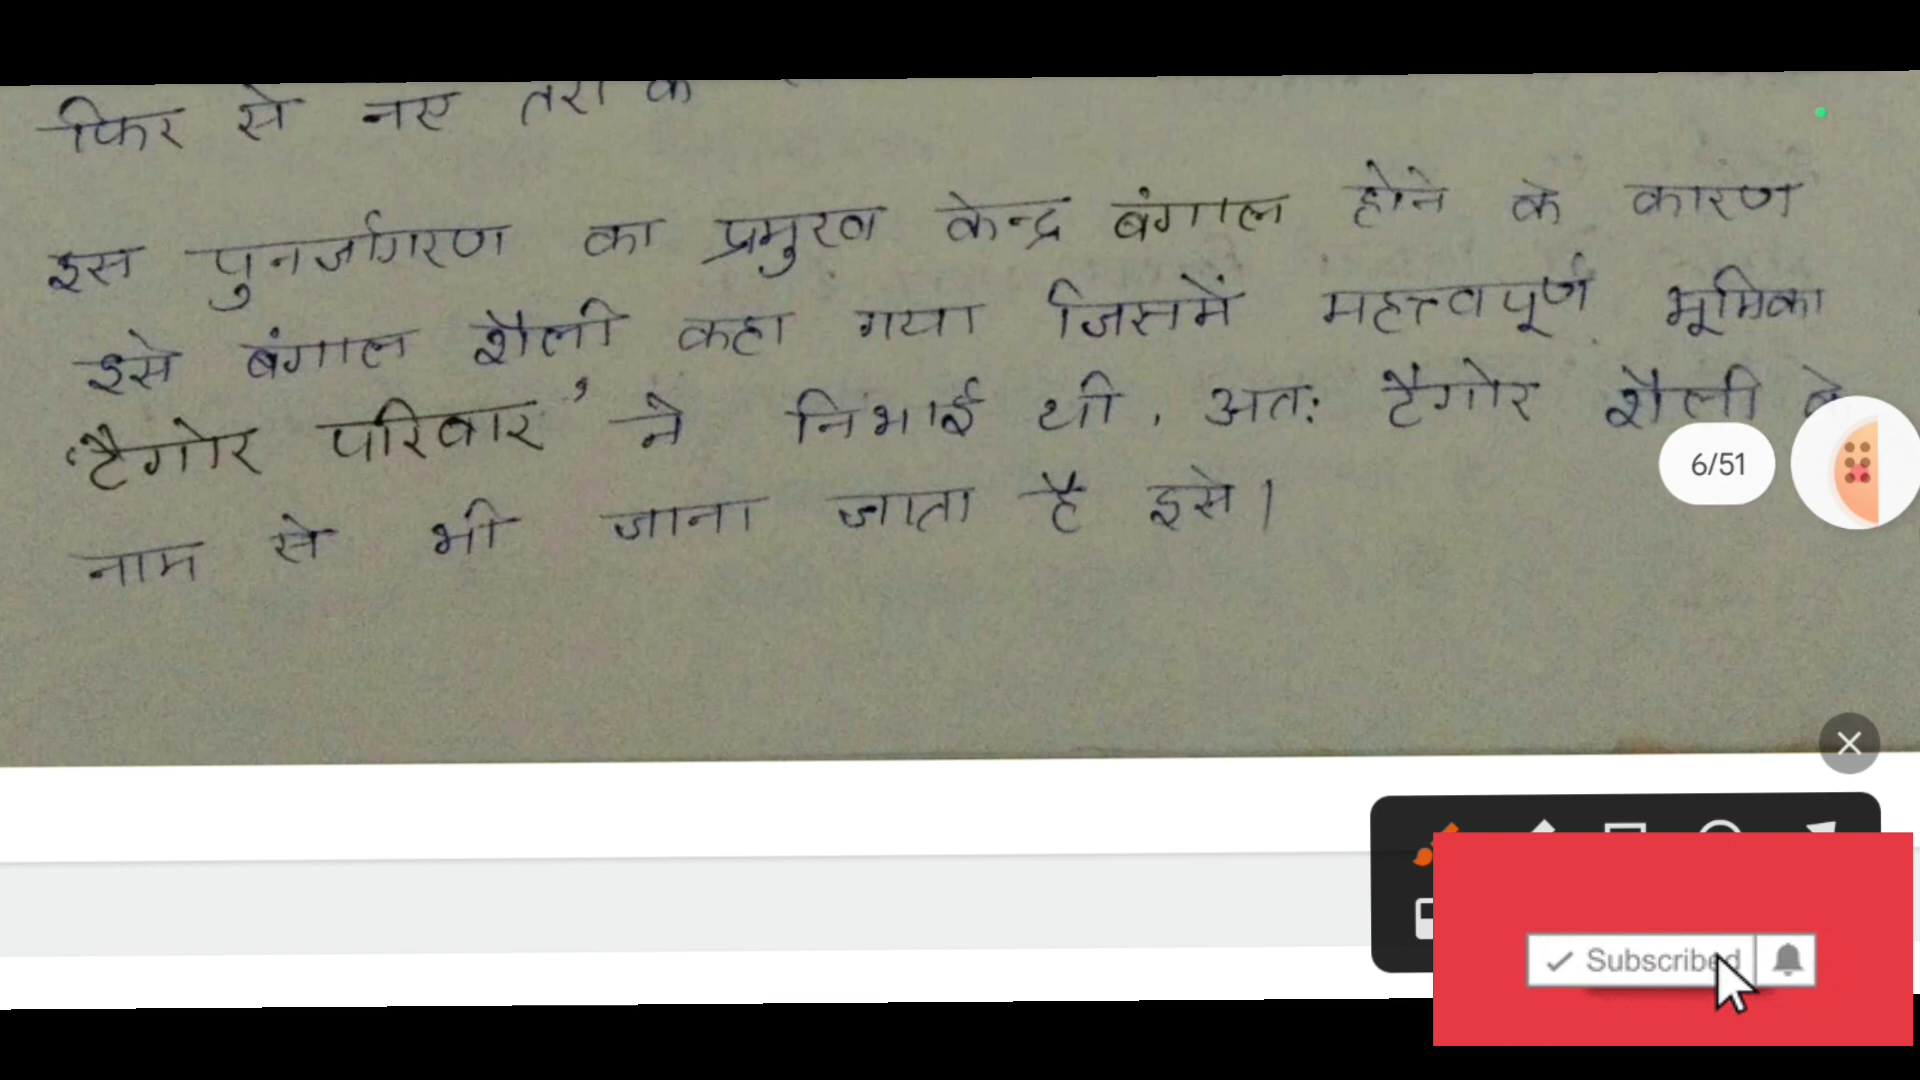 फिर से नए
इस पुनर्जागरण का प्रमुख केन्द्र बंगाल होने के कारण
इसे बंगाल शैली कहा गया जिसमें महत्त्वपूर्ण भूमिका
'टैगोर परिवार' ने निभाई थी, अतः टैगोर शैली के
6/51
नाम से भी जाना जाता है इसे।
Subscribed